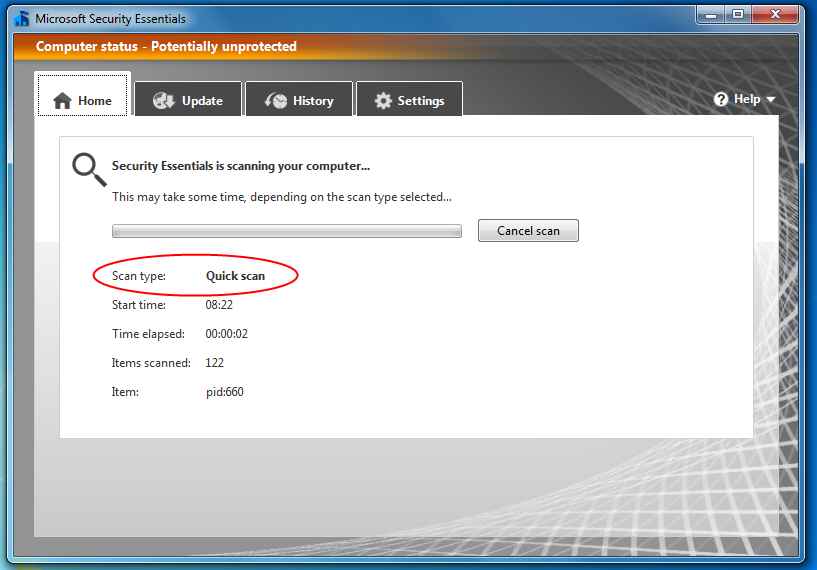 Microsoft Security Essentials
Computer status - Potentially unprotected
Home Update History Settings Help
Security Essentials is scanning your computer...
This may take some time, depending on the scan type selected...
Cancel scan
Scan type: Quick scan
Start time: 08:22
Time elapsed: 00:00:02
Items scanned: 122
Item: pid:660